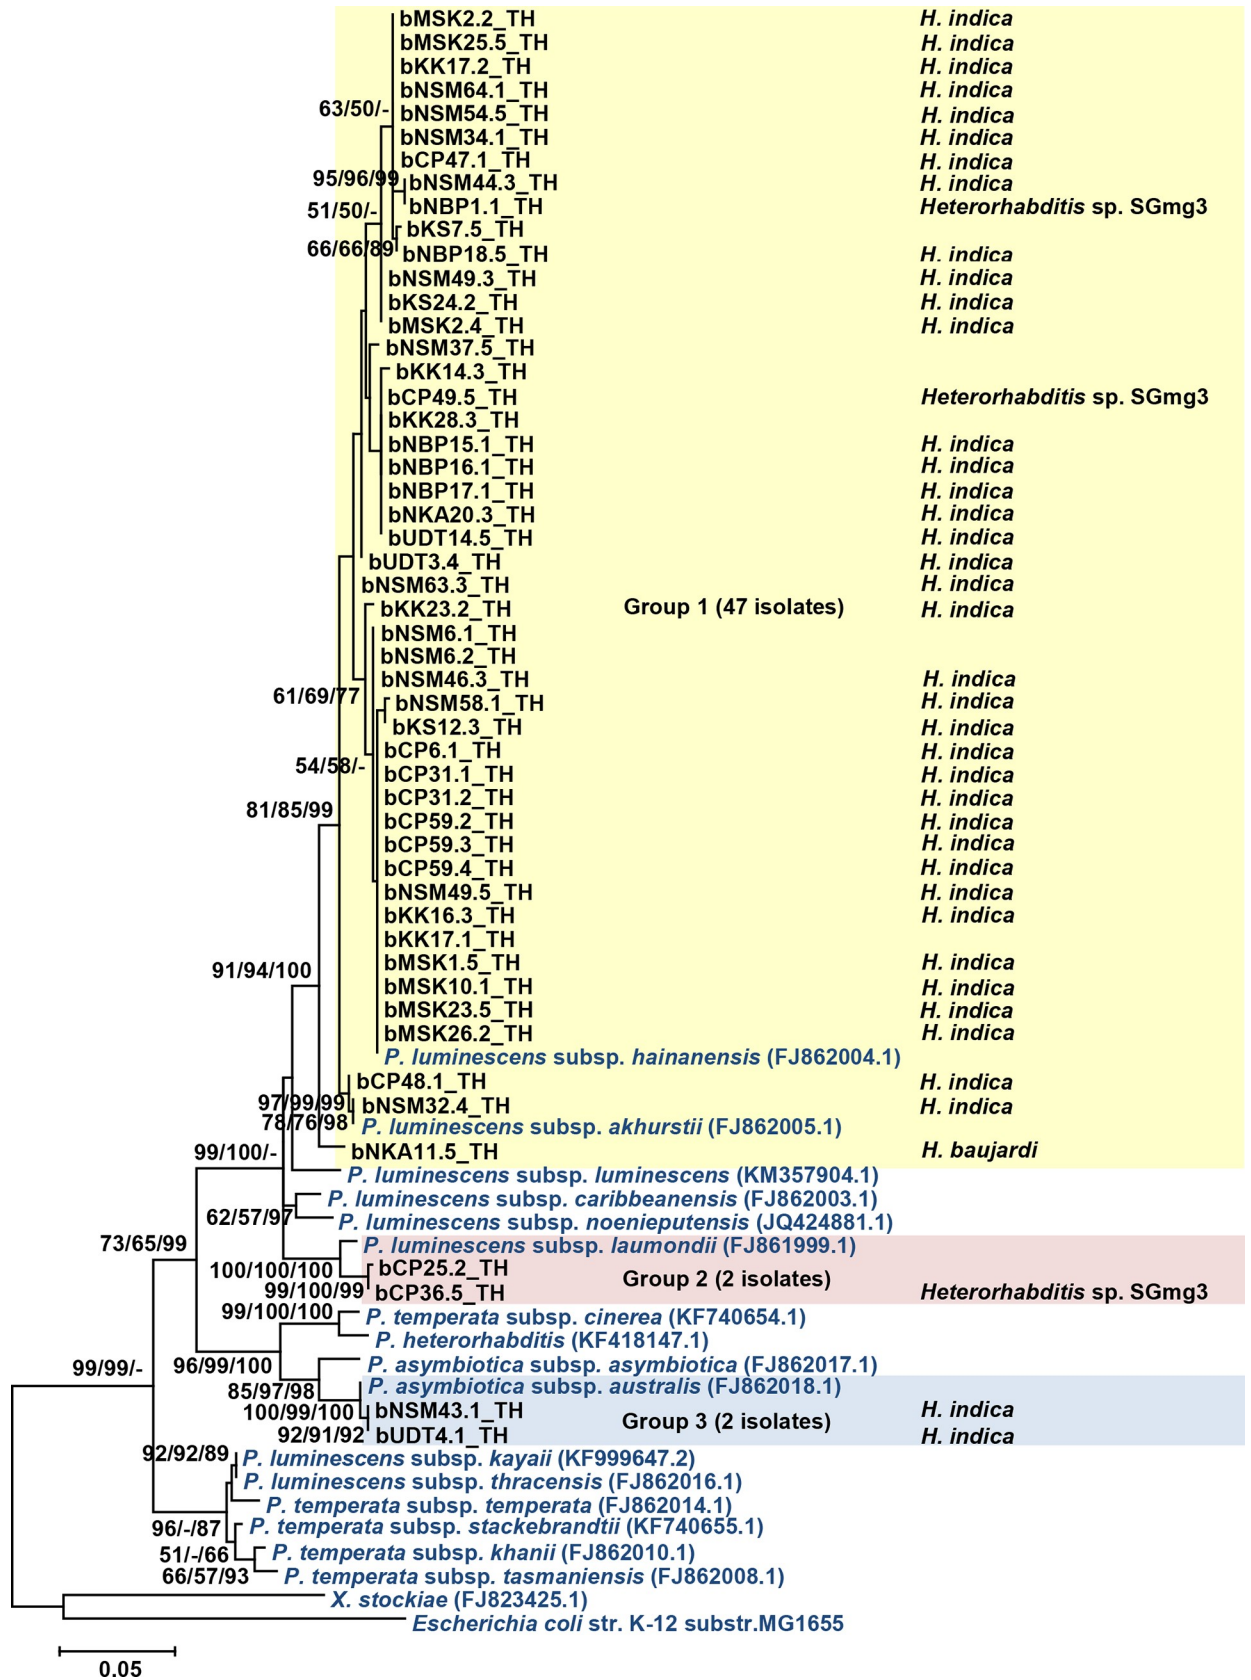 bMSK2.2_TH H. indica
bMSK25.5_TH H. indica
bKK17.2_TH H. indica
bNSM64.1_TH H. indica
63/50/- bNSM54.5_TH H. indica
bNSM34.1_TH H. indica
bCP47.1_TH H. indica
95/96/99 bNSM44.3_TH H. indica
51/50/- bNBP1.1_TH Heterorhabditis sp. SGmg3
bKS7.5_TH
66/66/89 bNBP18.5_TH H. indica
bNSM49.3_TH H. indica
bKS24.2_TH H. indica
bMSK2.4_TH H. indica
bNSM37.5_TH
bKK14.3_TH
bCP49.5_TH Heterorhabditis sp. SGmg3
bKK28.3_TH
bNBP15.1_TH H. indica
bNBP16.1_TH H. indica
bNBP17.1_TH H. indica
bNKA20.3_TH H. indica
bUDT14.5_TH H. indica
bUDT3.4_TH H. indica
bNSM63.3_TH H. indica
bKK23.2_TH Group 1 (47 isolates) H. indica
bNSM6.1_TH
bNSM6.2_TH
bNSM46.3_TH H. indica
61/69/77 bNSM58.1_TH H. indica
bKS12.3_TH H. indica
bCP6.1_TH H. indica
54/58/- bCP31.1_TH H. indica
bCP31.2_TH H. indica
81/85/99 bCP59.2_TH H. indica
bCP59.3_TH H. indica
bCP59.4_TH H. indica
bNSM49.5_TH H. indica
bKK16.3_TH H. indica
bKK17.1_TH
91/94/100 bMSK1.5_TH H. indica
bMSK10.1_TH H. indica
bMSK23.5_TH H. indica
bMSK26.2_TH H. indica
P. luminescens subsp. hainanensis (FJ862004.1)
bCP48.1_TH H. indica
97/99/99 bNSM32.4_TH H. indica
78/76/98 P. luminescens subsp. akhurstii (FJ862005.1)
99/100/- bNKA11.5_TH H. baujardi
P. luminescens subsp. luminescens (KM357904.1)
P. luminescens subsp. caribbeanensis (FJ862003.1)
62/57/97 P. luminescens subsp. noenieputensis (JQ424881.1)
73/65/99 P. luminescens subsp. laumondii (FJ861999.1)
100/100/100 bCP25.2_TH Group 2 (2 isolates)
99/100/99 bCP36.5_TH Heterorhabditis sp. SGmg3
99/100/100 P. temperata subsp. cinerea (KF740654.1)
P. heterorhabditis (KF418147.1)
99/99/- 96/99/100 P. asymbiotica subsp. asymbiotica (FJ862017.1)
85/97/98 P. asymbiotica subsp. australis (FJ862018.1)
100/99/100 bNSM43.1_TH Group 3 (2 isolates) H. indica
92/91/92 bUDT4.1_TH H. indica
92/92/89 P. luminescens subsp. kayaii (KF999647.2)
P. luminescens subsp. thracensis (FJ862016.1)
P. temperata subsp. temperata (FJ862014.1)
96/-/87 P. temperata subsp. stackebrandtii (KF740655.1)
51/-/66 P. temperata subsp. khanii (FJ862010.1)
66/57/93 P. temperata subsp. tasmaniensis (FJ862008.1)
X. stockiae (FJ823425.1)
Escherichia coli str. K-12 substr.MG1655
0.05